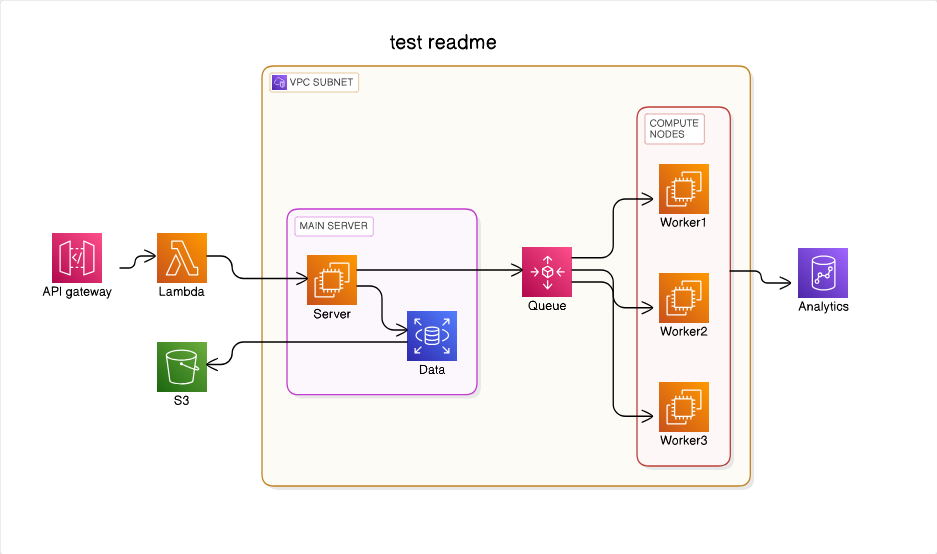 test readme
VPC SUBNET
COMPUTE
NODES
Worker1
MAIN SERVER
API gateway
Lambda
Server
Queue
Analytics
Worker2
Data
S3
Worker3